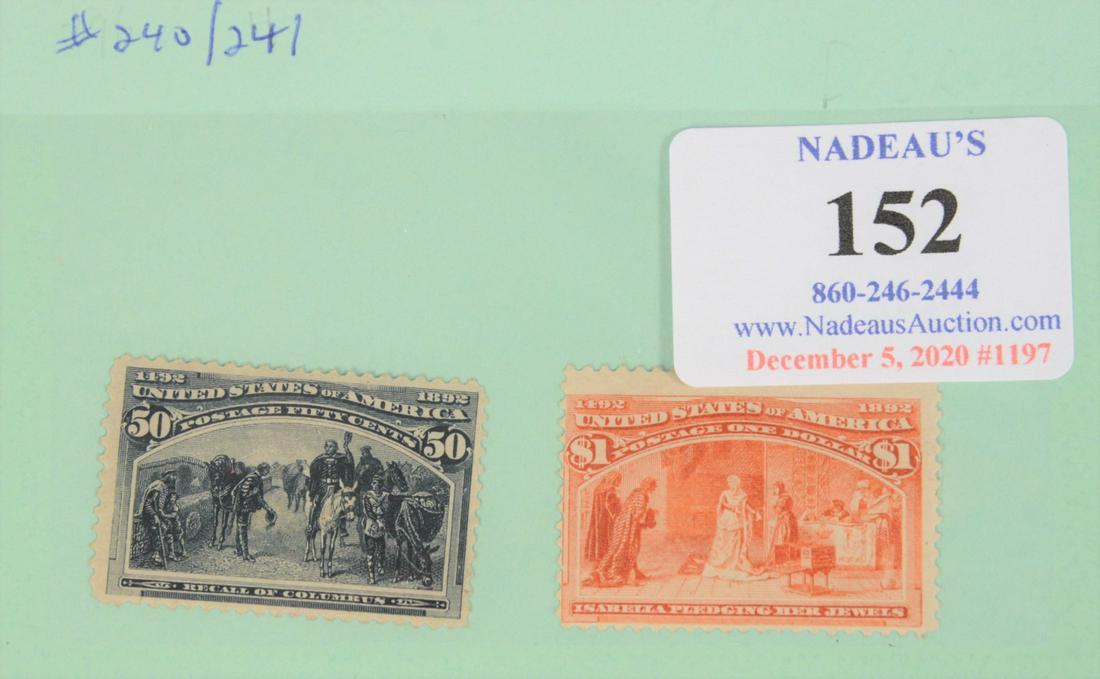 #240/241
NADEAU'S
152
860-246-2444
www.NadeausAuction.com
December 5, 2020 #1197
1492 1892
UNITED STATES OF AMERICA
50 POSTAGE FIFTY CENTS 50
RECALL OF COLUMBUS
1492 1892
UNITED STATES OF AMERICA
$1 POSTAGE ONE DOLLAR $1
ISABELLA PLEDGING HER JEWELS